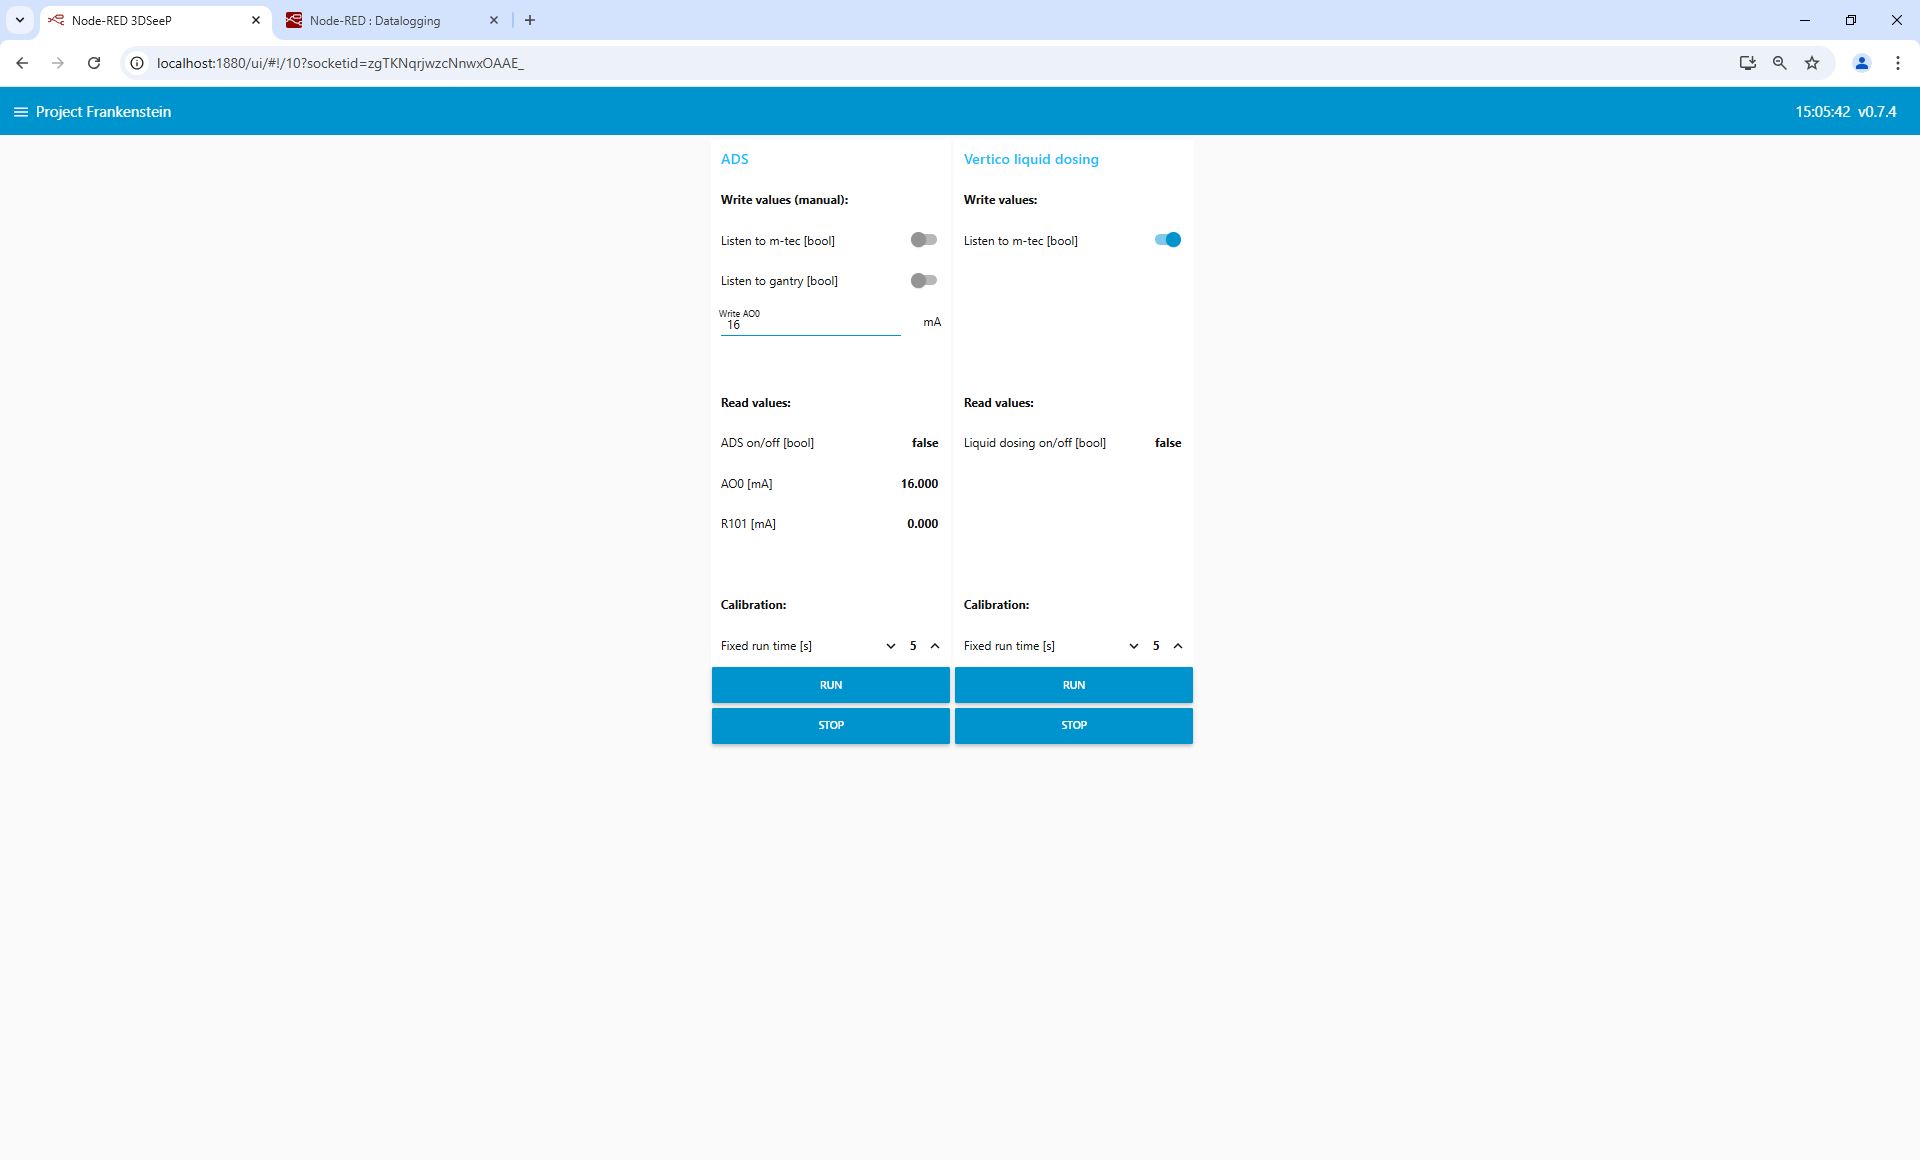 Node-RED 3DSeeP
Node-RED : Datalogging
localhost:1880/ui/#!/10?socketid=zgTKNqrjwzcNnwxOAAE_
Project Frankenstein
15:05:42 v0.7.4
ADS
Write values (manual):
Listen to m-tec [bool]
Listen to gantry [bool]
Write AO0
16 mA
Read values:
ADS on/off [bool] false
AO0 [mA] 16.000
R101 [mA] 0.000
Calibration:
Fixed run time [s] 5
RUN
STOP
Vertico liquid dosing
Write values:
Listen to m-tec [bool]
Read values:
Liquid dosing on/off [bool] false
Calibration:
Fixed run time [s] 5
RUN
STOP